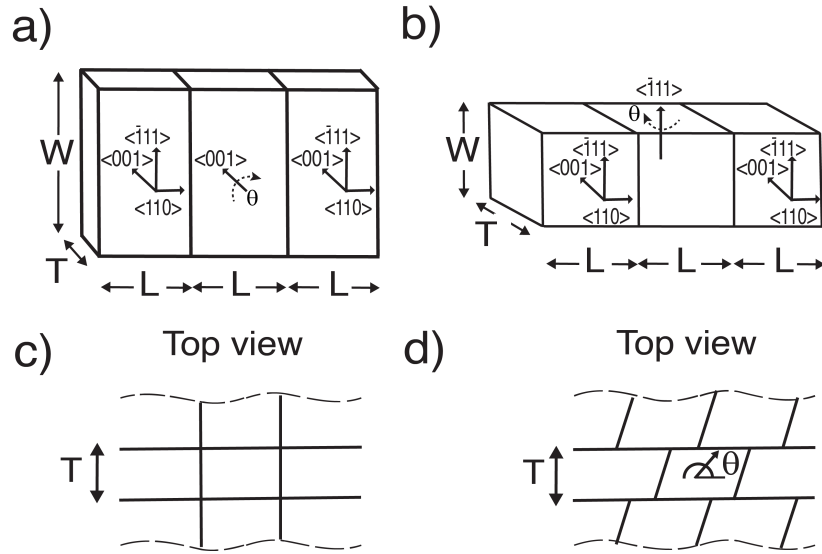 a)
W
T
<1̄11>
<001>
<110>
<001>
θ
<1̄11>
<001>
<110>
L L L
b)
<1̄11>
θ
W
T
<1̄11>
<001>
<110>
<1̄11>
<001>
<110>
L L L
c)
Top view
T
d)
Top view
T
θ